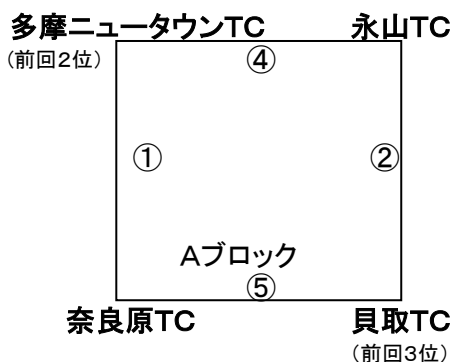 多摩ニュータウンTC
永山TC
(前回2位)
④
①
②
Aブロック
⑤
奈良原TC
貝取TC
(前回3位)